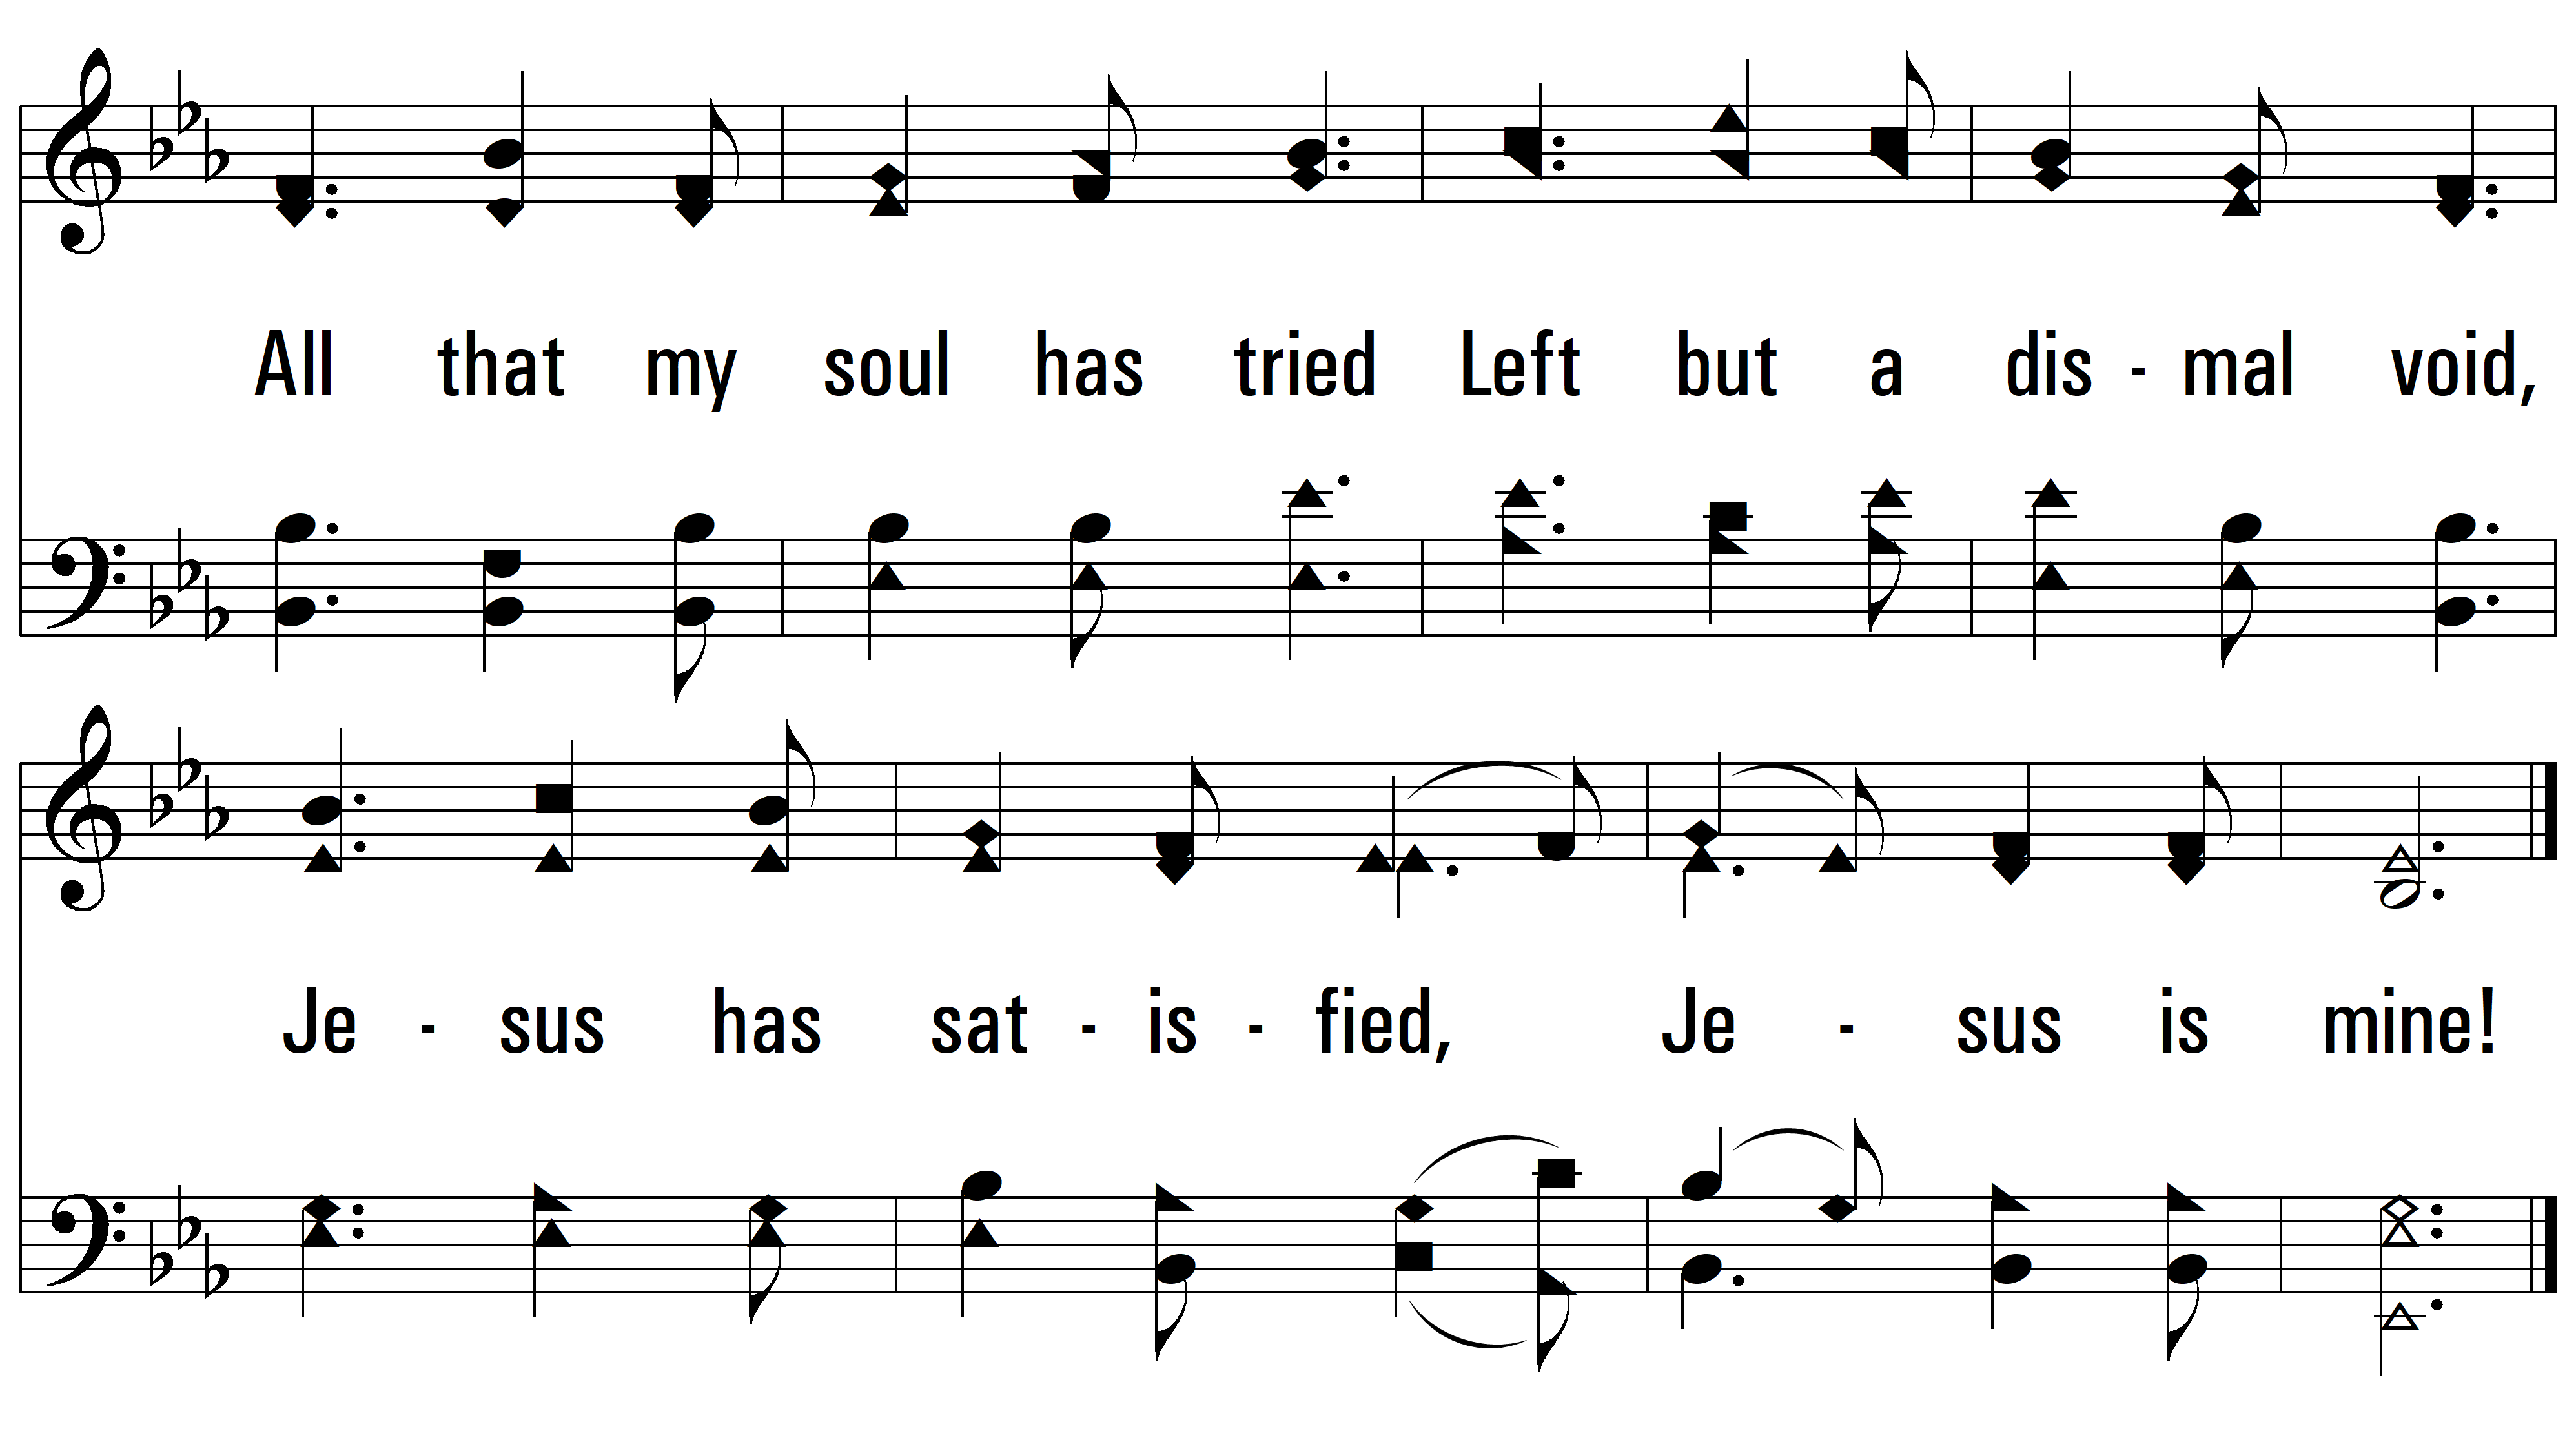 All that my soul has tried Left but a dis - mal void,
Je - sus has sat - is - fied, Je - sus is mine!